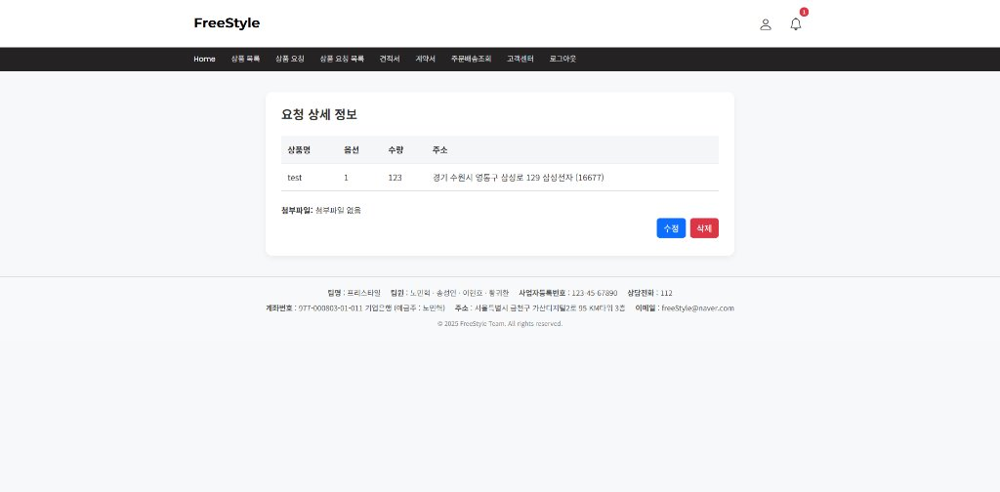 FreeStyle
1
Home 상품 목록 상품 요청 상품 요청 목록 견적서 계약서 주문배송조회 고객센터 로그아웃
요청 상세 정보
상품명 옵션 수량 주소
test 1 123 경기 수원시 영통구 삼성로 129 삼성전자 (16677)
첨부파일: 첨부파일 없음
수정 삭제
팀명 : 프리스타일 팀원 : 노민혁 · 송성인 · 이인호 · 황귀환 사업자등록번호 : 123-45-67890 상담전화 : 112
계좌번호 : 977-000803-01-011 기업은행 (예금주 : 노민혁) 주소 : 서울특별시 금천구 가산디지털2로 95 KM타워 3층 이메일 : freeStyle@naver.com
© 2025 FreeStyle Team. All rights reserved.